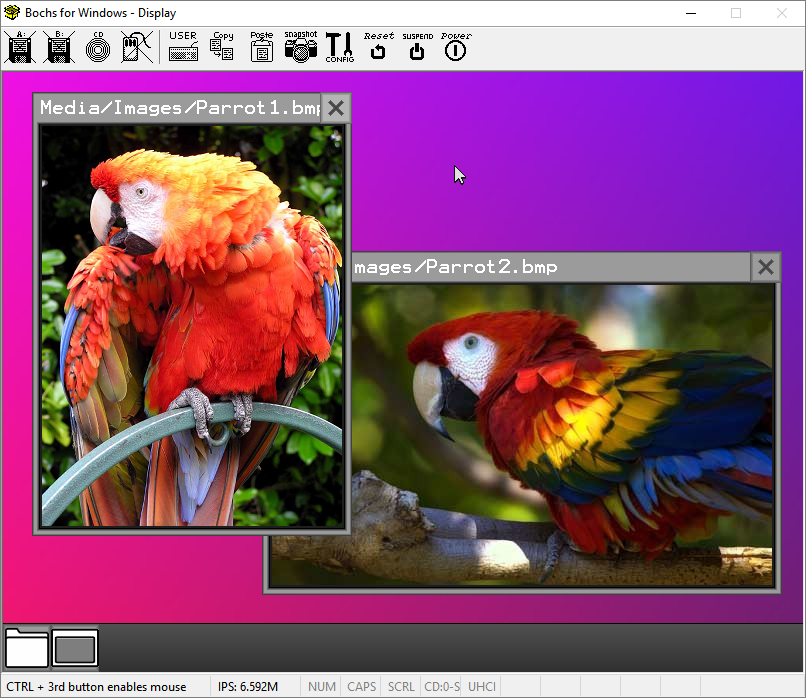 Bochs for Windows - Display
A: B: CD USER Copy Paste Snapshot CONFIG Reset SUSPEND Power
Media/Images/Parrot1.bmp
mages/Parrot2.bmp
CTRL + 3rd button enables mouse IPS: 6.592M NUM CAPS SCRL CD:0-S UHCI